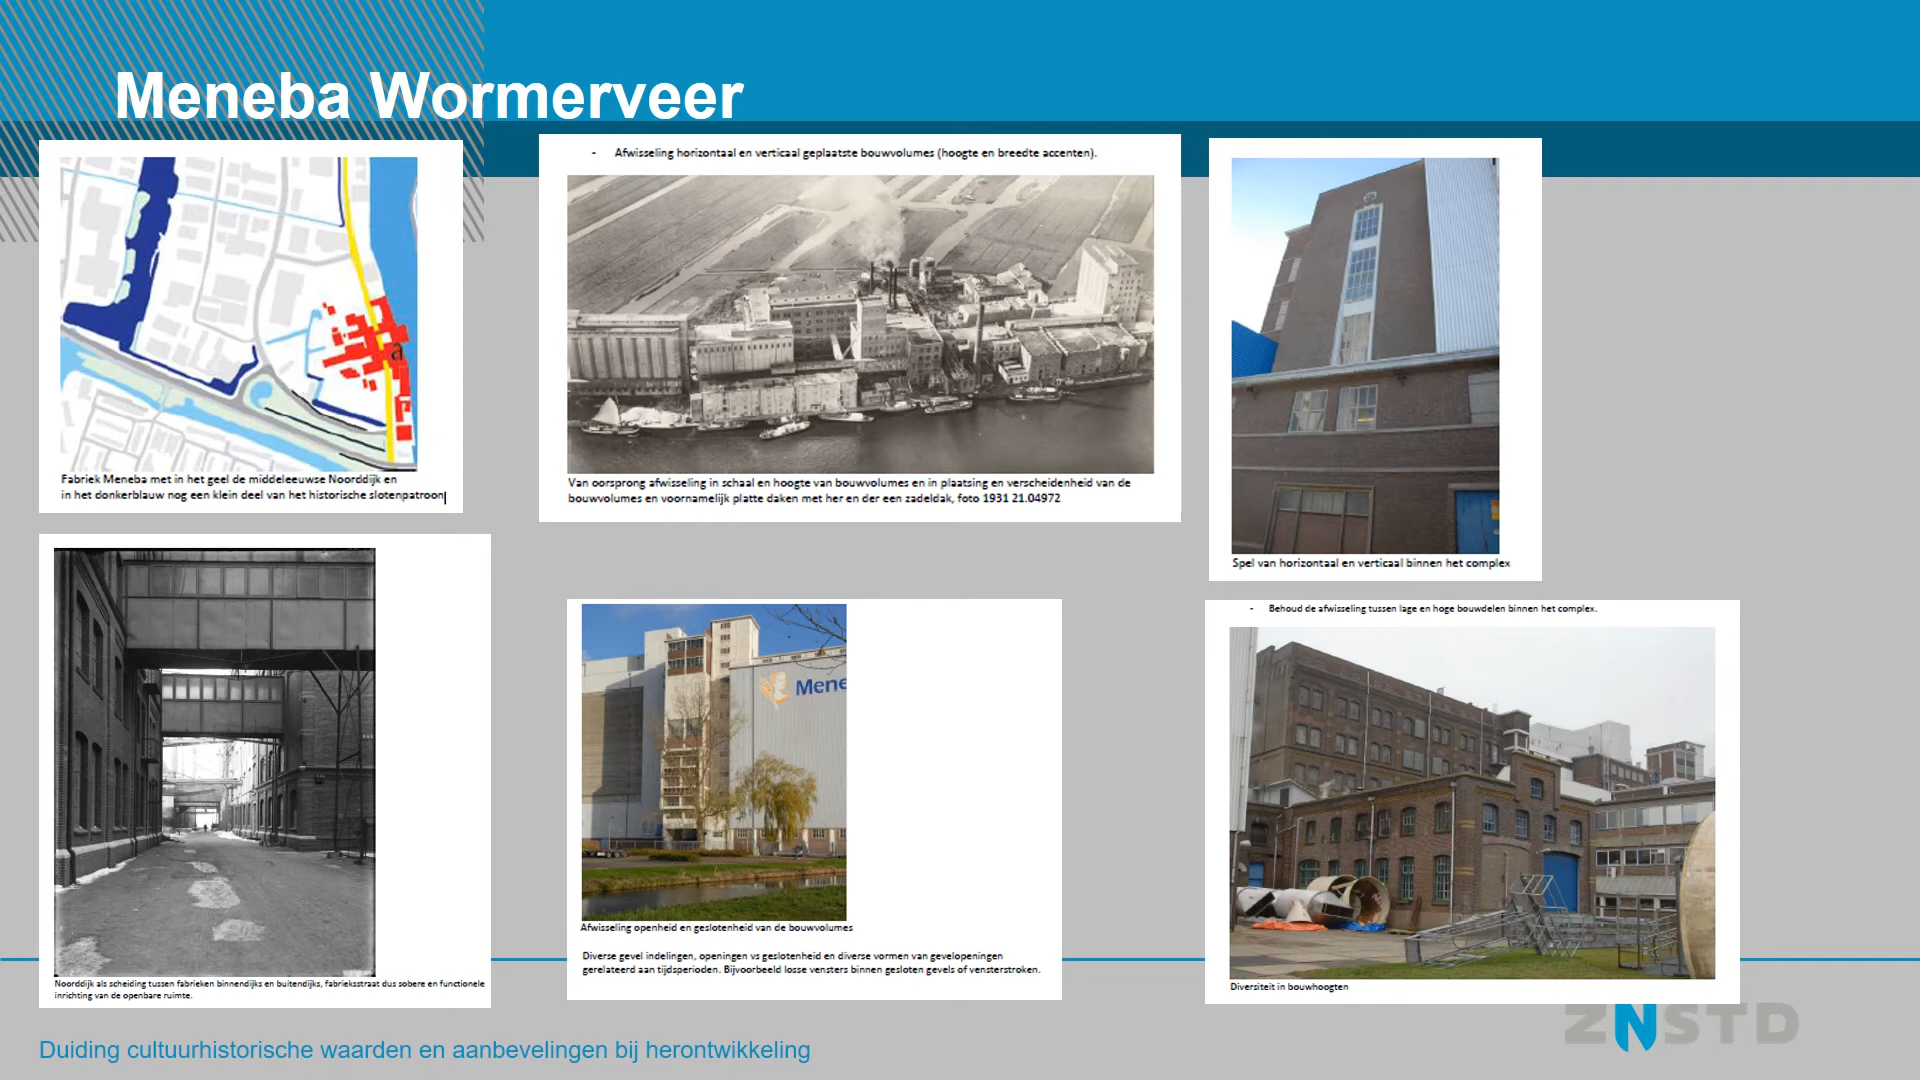 Meneba Wormerveer
a
Fabriek Meneba met in het geel de middeleeuwse Noorddijk en
in het donkerblauw nog een klein deel van het historische slotenpatroon
- Afwisseling horizontaal en verticaal geplaatste bouwvolumes (hoogte en breedte accenten).
Van oorsprong afwisseling in schaal en hoogte van bouwvolumes en in plaatsing en verscheidenheid van de
bouwvolumes en voornamelijk platte daken met her en der een zadeldak, foto 1931 21.04972
Spel van horizontaal en verticaal binnen het complex
Noorddijk als scheiding tussen fabrieken binnendijks en buitendijks, fabrieksstraat dus sobere en functionele
inrichting van de openbare ruimte.
Mene
Afwisseling openheid en geslotenheid van de bouwvolumes
Diverse gevel indelingen, openingen vs geslotenheid en diverse vormen van gevelopeningen
gerelateerd aan tijdsperioden. Bijvoorbeeld losse vensters binnen gesloten gevels of vensterstroken.
- Behoud de afwisseling tussen lage en hoge bouwdelen binnen het complex.
Diversiteit in bouwhoogten
ZNSTD
Duiding cultuurhistorische waarden en aanbevelingen bij herontwikkeling